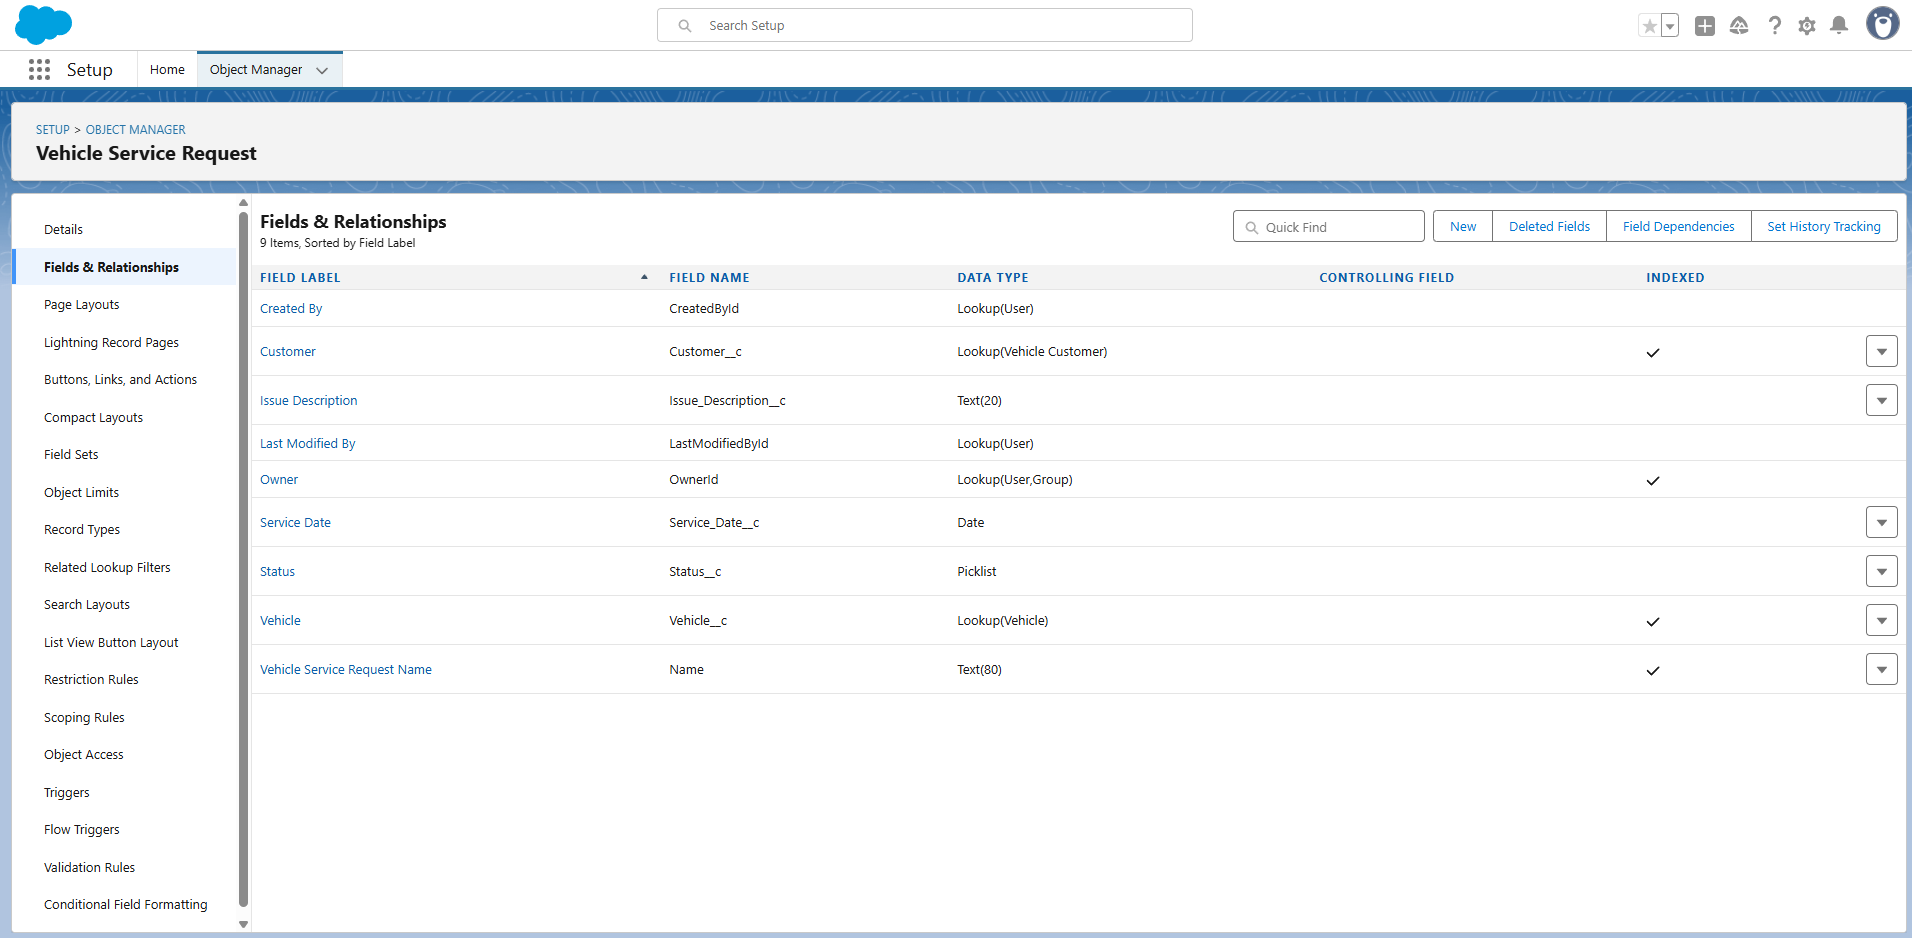 Search Setup
Setup
Home
Object Manager
SETUP > OBJECT MANAGER
Vehicle Service Request
Details
Fields & Relationships
Page Layouts
Lightning Record Pages
Buttons, Links, and Actions
Compact Layouts
Field Sets
Object Limits
Record Types
Related Lookup Filters
Search Layouts
List View Button Layout
Restriction Rules
Scoping Rules
Object Access
Triggers
Flow Triggers
Validation Rules
Conditional Field Formatting
Fields & Relationships
9 Items, Sorted by Field Label
Quick Find
New
Deleted Fields
Field Dependencies
Set History Tracking
FIELD LABEL FIELD NAME DATA TYPE CONTROLLING FIELD INDEXED
Created By CreatedById Lookup(User)
Customer Customer__c Lookup(Vehicle Customer)
Issue Description Issue_Description__c Text(20)
Last Modified By LastModifiedById Lookup(User)
Owner OwnerId Lookup(User,Group)
Service Date Service_Date__c Date
Status Status__c Picklist
Vehicle Vehicle__c Lookup(Vehicle)
Vehicle Service Request Name Name Text(80)